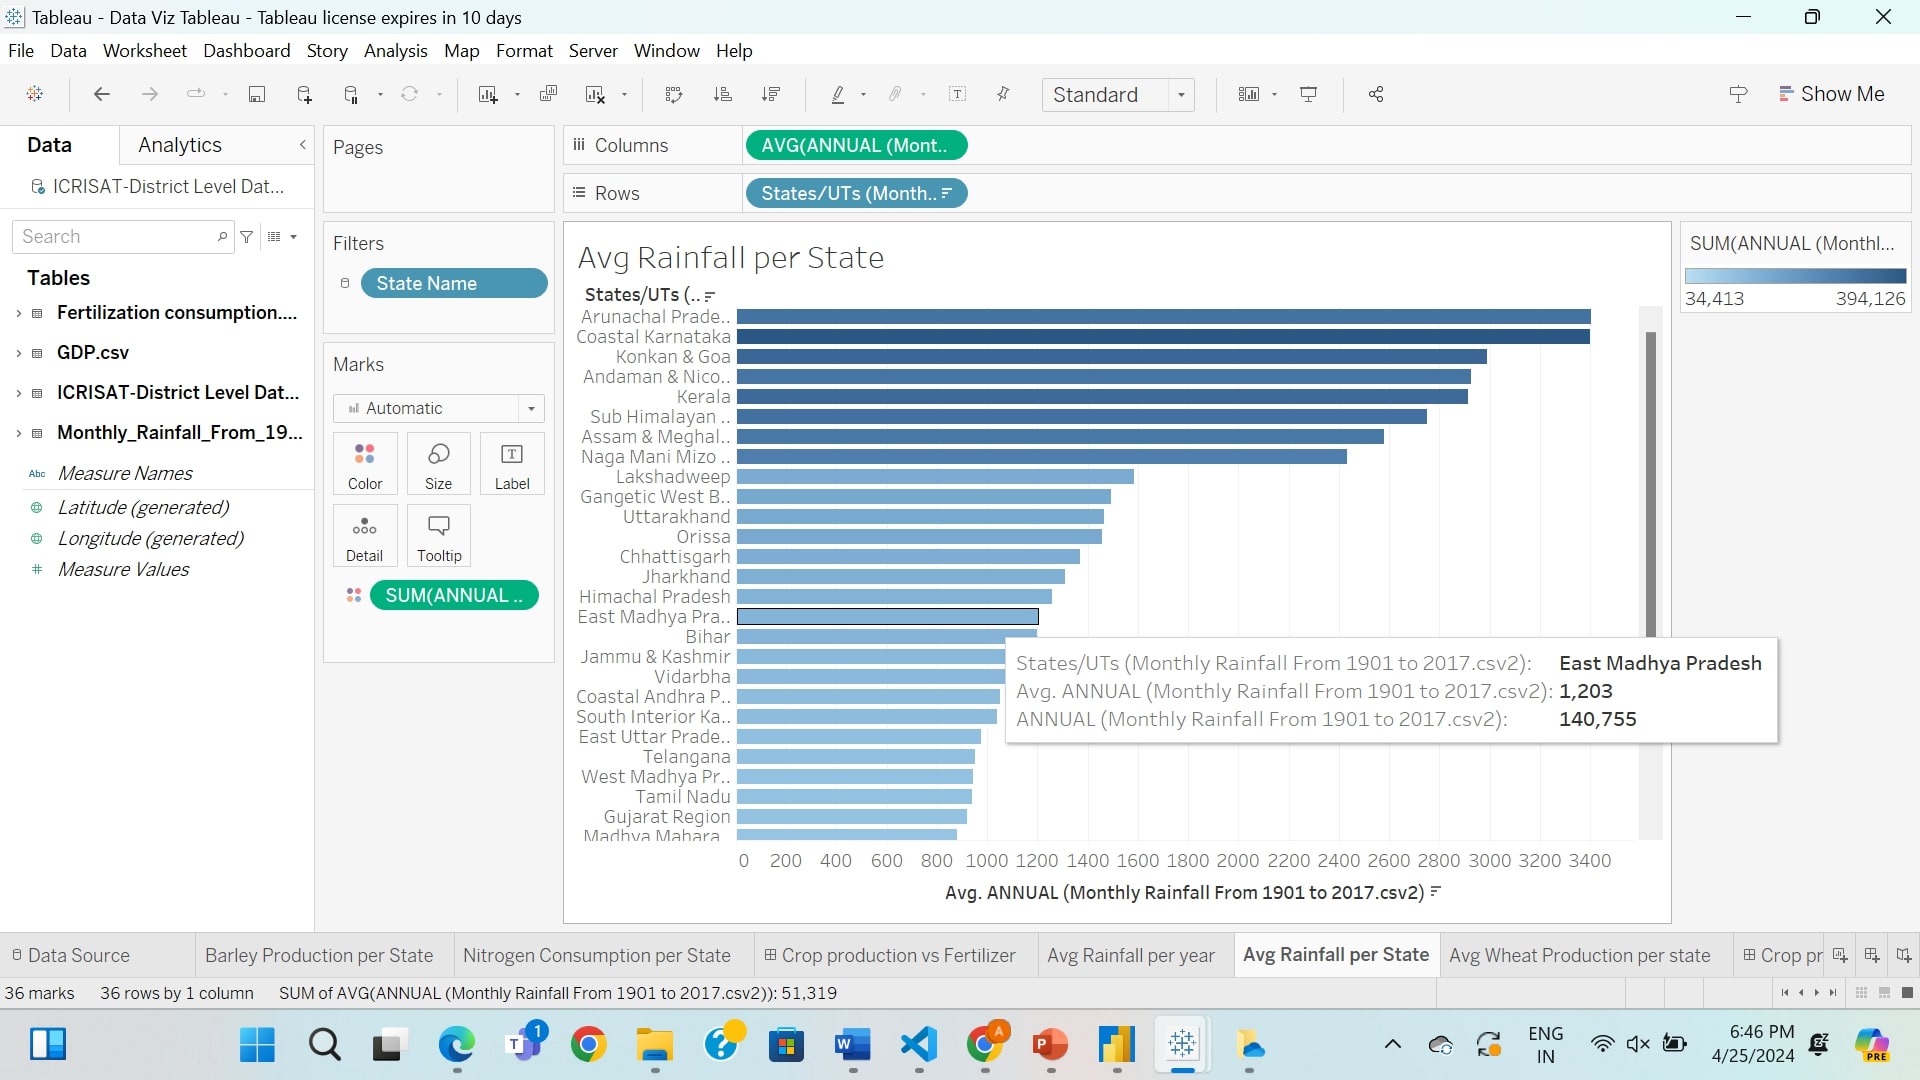 Tableau - Data Viz Tableau - Tableau license expires in 10 days
File Data Worksheet Dashboard Story Analysis Map Format Server Window Help
Standard
Show Me
Data Analytics
ICRISAT-District Level Dat...
Search
Tables
Fertilization consumption....
GDP.csv
ICRISAT-District Level Dat...
Monthly_Rainfall_From_19...
Abc Measure Names
Latitude (generated)
Longitude (generated)
# Measure Values
Pages
Filters
State Name
Marks
Automatic
Color Size Label
Detail Tooltip
SUM(ANNUAL ..
iii Columns AVG(ANNUAL (Mont..
Rows States/UTs (Month..
Avg Rainfall per State
States/UTs (..
Arunachal Prade..
Coastal Karnataka
Konkan & Goa
Andaman & Nico..
Kerala
Sub Himalayan ..
Assam & Meghal..
Naga Mani Mizo ..
Lakshadweep
Gangetic West B..
Uttarakhand
Orissa
Chhattisgarh
Jharkhand
Himachal Pradesh
East Madhya Pra..
Bihar
Jammu & Kashmir
Vidarbha
Coastal Andhra P..
South Interior Ka..
East Uttar Prade..
Telangana
West Madhya Pr..
Tamil Nadu
Gujarat Region
Madhya Mahara..
States/UTs (Monthly Rainfall From 1901 to 2017.csv2): East Madhya Pradesh
Avg. ANNUAL (Monthly Rainfall From 1901 to 2017.csv2): 1,203
ANNUAL (Monthly Rainfall From 1901 to 2017.csv2): 140,755
0 200 400 600 800 1000 1200 1400 1600 1800 2000 2200 2400 2600 2800 3000 3200 3400
Avg. ANNUAL (Monthly Rainfall From 1901 to 2017.csv2)
SUM(ANNUAL (Monthl...
34,413 394,126
Data Source Barley Production per State Nitrogen Consumption per State Crop production vs Fertilizer Avg Rainfall per year Avg Rainfall per State Avg Wheat Production per state Crop pr
36 marks 36 rows by 1 column SUM of AVG(ANNUAL (Monthly Rainfall From 1901 to 2017.csv2)): 51,319
1
A
ENG
IN
6:46 PM
4/25/2024
PRE